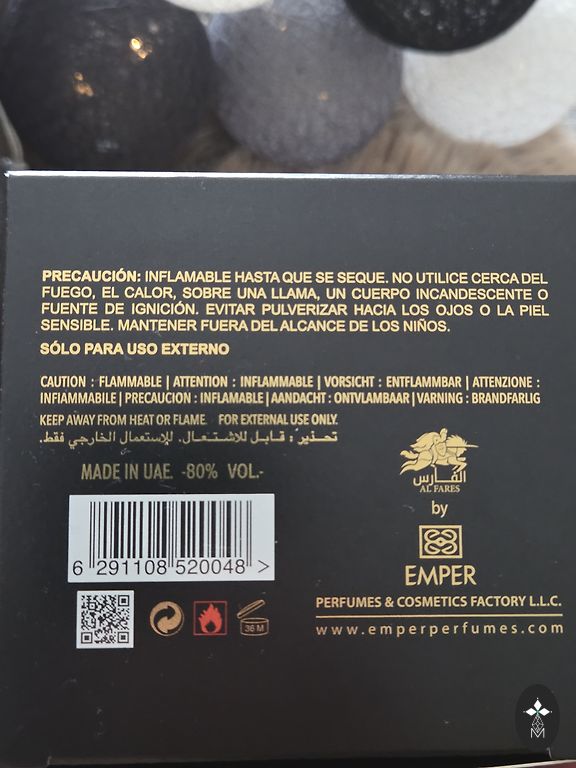 PRECAUCIÓN: INFLAMABLE HASTA QUE SE SEQUE. NO UTILICE CERCA DEL
FUEGO, EL CALOR, SOBRE UNA LLAMA, UN CUERPO INCANDESCENTE O
FUENTE DE IGNICIÓN. EVITAR PULVERIZAR HACIA LOS OJOS O LA PIEL
SENSIBLE. MANTENER FUERA DEL ALCANCE DE LOS NIÑOS.
SÓLO PARA USO EXTERNO
CAUTION : FLAMMABLE | ATTENTION : INFLAMMABLE | VORSICHT : ENTFLAMMBAR | ATTENZIONE :
INFIAMMABILE | PRECAUCION : INFLAMABLE | AANDACHT : ONTVLAMBAAR | VARNING : BRANDFARLIG
KEEP AWAY FROM HEAT OR FLAME. FOR EXTERNAL USE ONLY.
تحذير: قابل للاشتعال. للإستعمال الخارجي فقط.
MADE IN UAE. -80% VOL.-
6 291108 520048 >
36 M
الفارس
AL FARES
by
EMPER
PERFUMES & COSMETICS FACTORY L.L.C.
www.emperperfumes.com
M